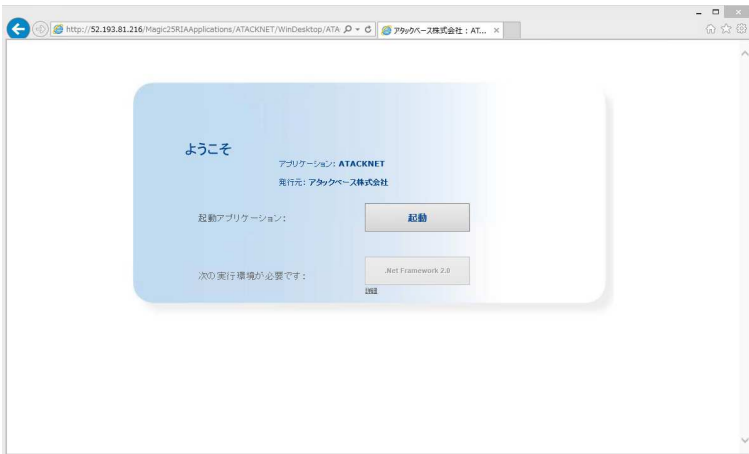 http://52.193.81.216/Magic25RIAApplications/ATACKNET/WinDesktop/ATA
アタックベース株式会社:AT...
ようこそ
アプリケーション: ATACKNET
発行元: アタックベース株式会社
起動アプリケーション:
起動
次の実行環境が必要です:
.Net Framework 2.0
詳細